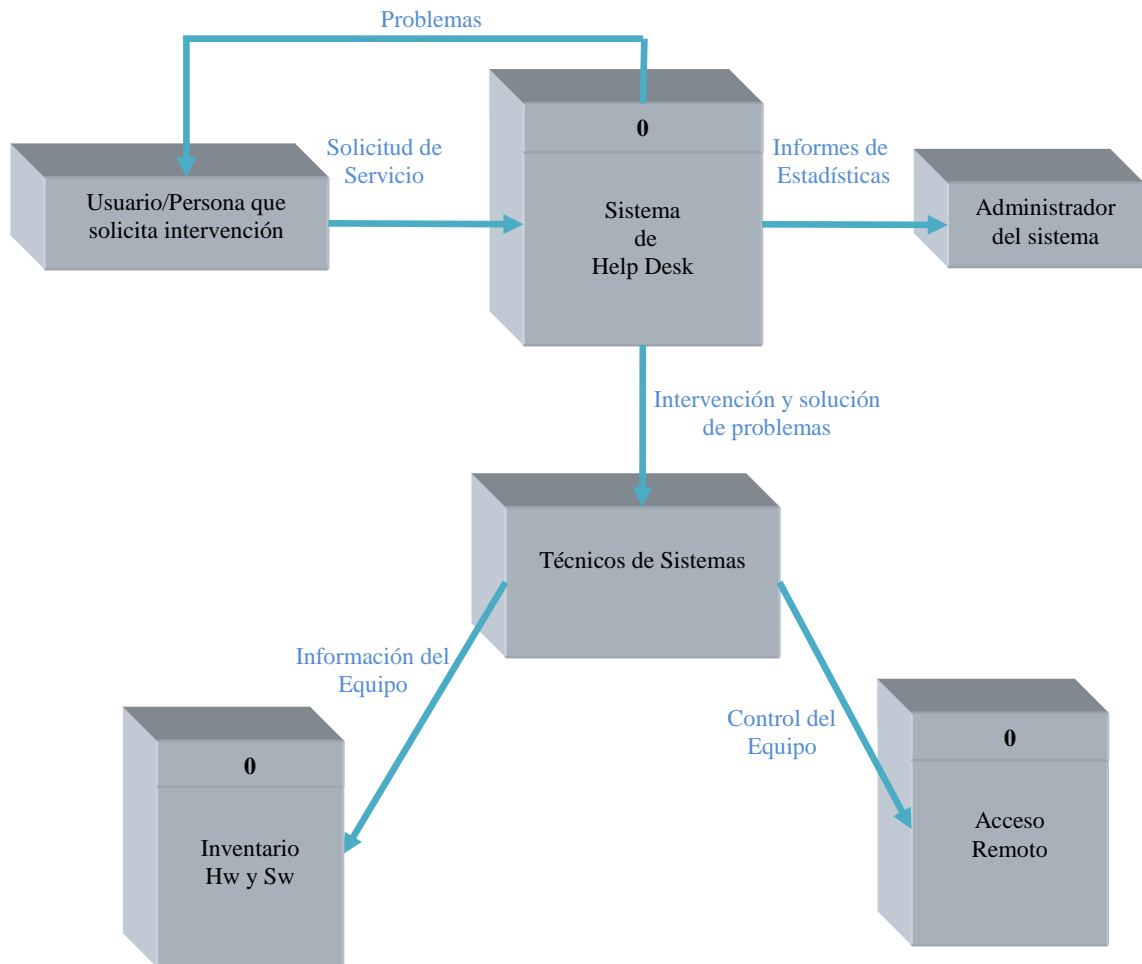 Problemas
0
Solicitud de
Servicio
Informes de
Estadísticas
Usuario/Persona que
solicita intervención
Sistema
de
Help Desk
Administrador
del sistema
Intervención y solución
de problemas
Técnicos de Sistemas
Información del
Equipo
Control del
Equipo
0
Inventario
Hw y Sw
0
Acceso
Remoto